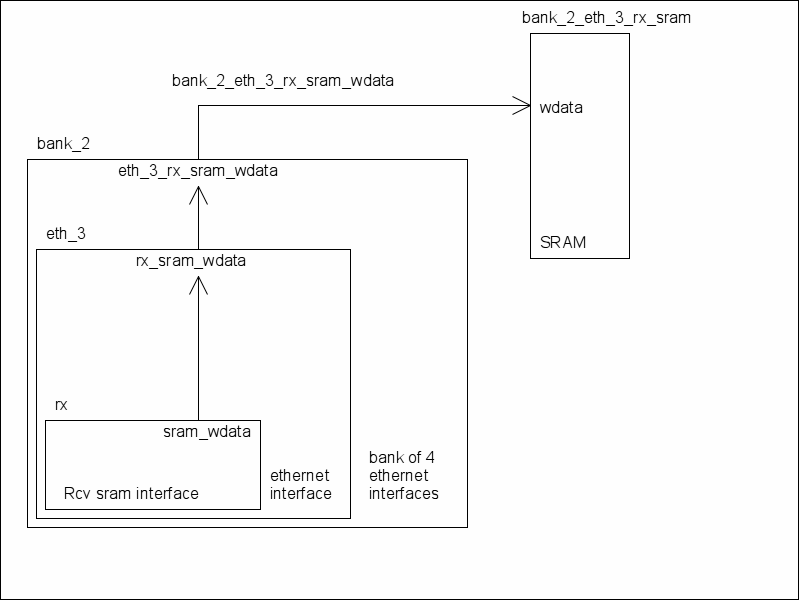 bank_2_eth_3_rx_sram
bank_2_eth_3_rx_sram_wdata
wdata
bank_2
eth_3_rx_sram_wdata
eth_3
SRAM
rx_sram_wdata
rx
sram_wdata
Rcv sram interface
ethernet
interface
bank of 4
ethernet
interfaces